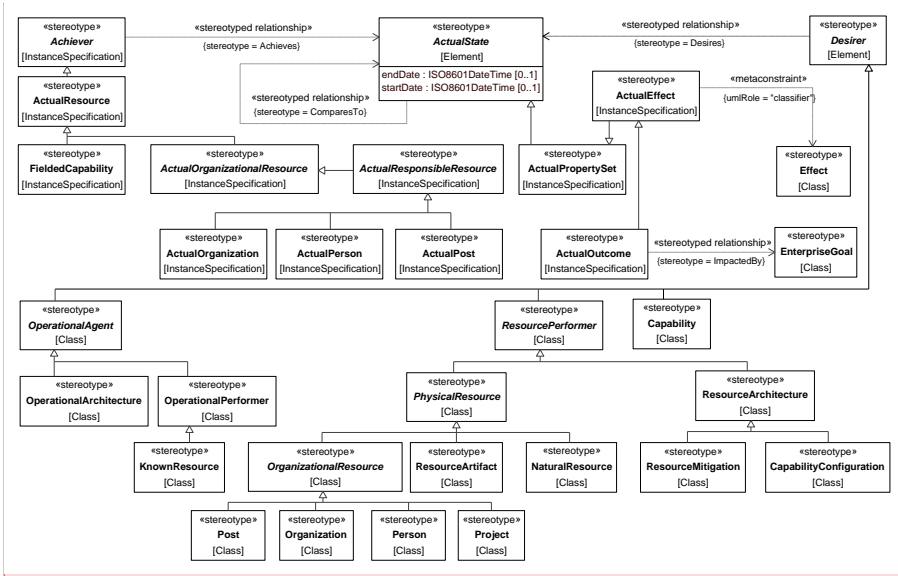 «stereotype»
Achiever
[InstanceSpecification]
«stereotyped relationship»
{stereotype = Achieves}
«stereotype»
ActualState
[Element]
endDate : ISO8601DateTime [0..1]
startDate : ISO8601DateTime [0..1]
«stereotyped relationship»
{stereotype = Desires}
«stereotype»
Desirer
[Element]
«stereotyped relationship»
{stereotype = ComparesTo}
«stereotype»
ActualResource
[InstanceSpecification]
«stereotype»
ActualEffect
[InstanceSpecification]
«metaconstraint»
{umlRole = "classifier"}
«stereotype»
FieldedCapability
[InstanceSpecification]
«stereotype»
ActualOrganizationalResource
[InstanceSpecification]
«stereotype»
ActualResponsibleResource
[InstanceSpecification]
«stereotype»
ActualPropertySet
[InstanceSpecification]
«stereotype»
Effect
[Class]
«stereotype»
ActualOrganization
[InstanceSpecification]
«stereotype»
ActualPerson
[InstanceSpecification]
«stereotype»
ActualPost
[InstanceSpecification]
«stereotype»
ActualOutcome
[InstanceSpecification]
«stereotyped relationship»
{stereotype = ImpactedBy}
«stereotype»
EnterpriseGoal
[Class]
«stereotype»
OperationalAgent
[Class]
«stereotype»
ResourcePerformer
[Class]
«stereotype»
Capability
[Class]
«stereotype»
OperationalArchitecture
[Class]
«stereotype»
OperationalPerformer
[Class]
«stereotype»
PhysicalResource
[Class]
«stereotype»
ResourceArchitecture
[Class]
«stereotype»
KnownResource
[Class]
«stereotype»
OrganizationalResource
[Class]
«stereotype»
ResourceArtifact
[Class]
«stereotype»
NaturalResource
[Class]
«stereotype»
ResourceMitigation
[Class]
«stereotype»
CapabilityConfiguration
[Class]
«stereotype»
Post
[Class]
«stereotype»
Organization
[Class]
«stereotype»
Person
[Class]
«stereotype»
Project
[Class]